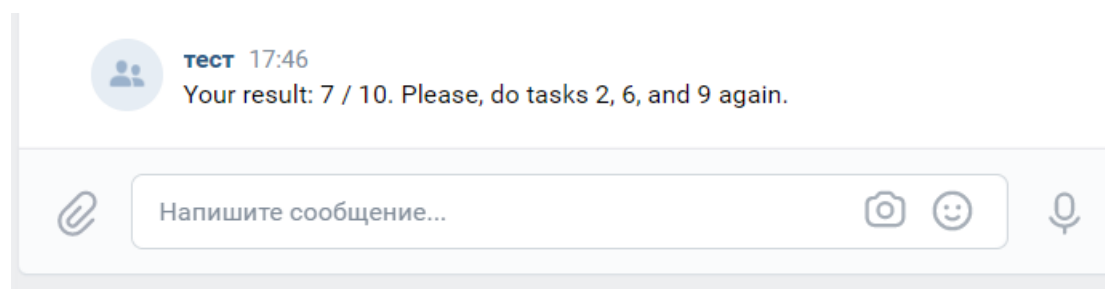 тест 17:46
Your result: 7 / 10. Please, do tasks 2, 6, and 9 again.
Напишите сообщение...